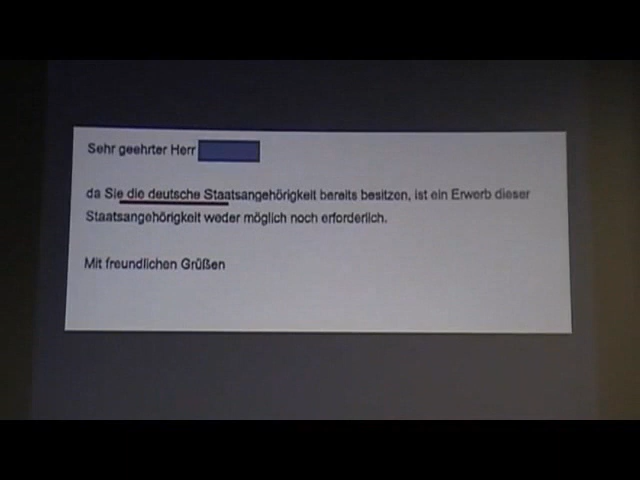 Sehr geehrter Herr
da Sie die deutsche Staatsangehörigkeit bereits besitzen, ist ein Erwerb dieser
Staatsangehörigkeit weder möglich noch erforderlich.
Mit freundlichen Grüßen